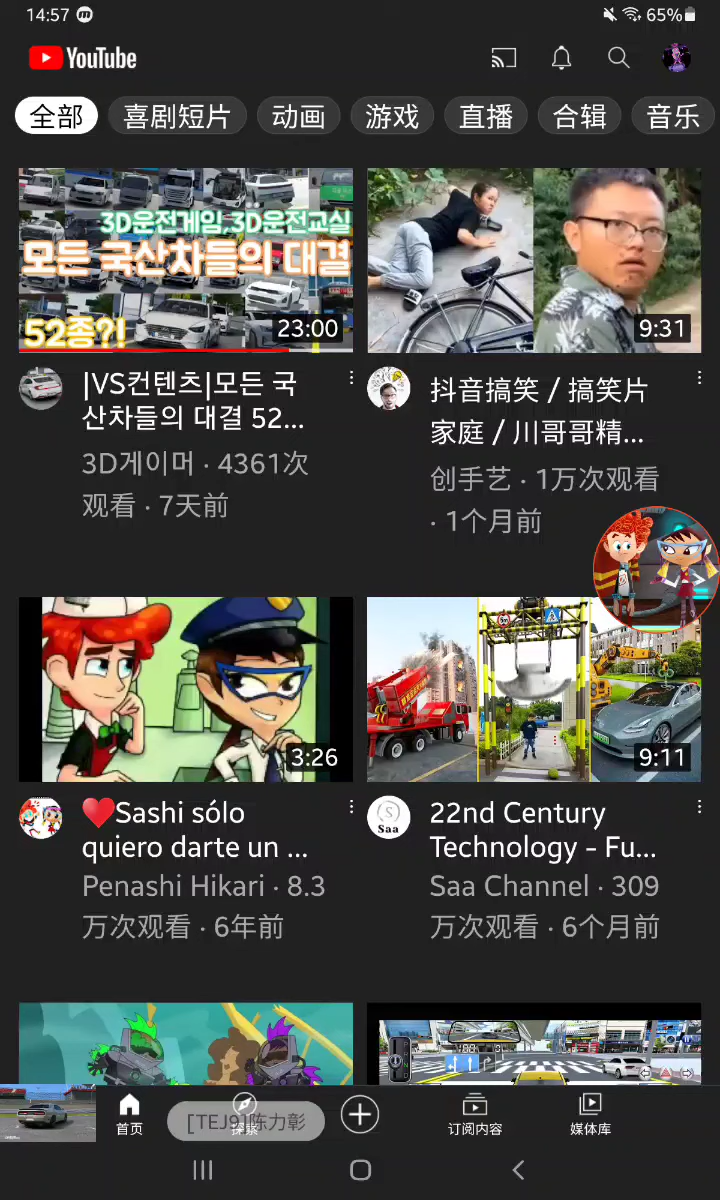 14:57
65%
YouTube
全部
喜剧短片
动画
游戏
直播
合辑
音乐
3D운전게임,3D운전교실
모든 국산차들의 대결
52종?!
23:00
9:31
|VS컨텐츠|모든 국
산차들의 대결 52...
3D게이머 · 4361次
观看 · 7天前
抖音搞笑 / 搞笑片
家庭 / 川哥哥精...
创手艺 · 1万次观看
· 1个月前
3:26
9:11
❤️Sashi sólo
quiero darte un ...
Penashi Hikari · 8.3
万次观看 · 6年前
Saa
22nd Century
Technology - Fu...
Saa Channel · 309
万次观看 · 6个月前
首页
探索
[TEJ9]陈力彰
订阅内容
媒体库